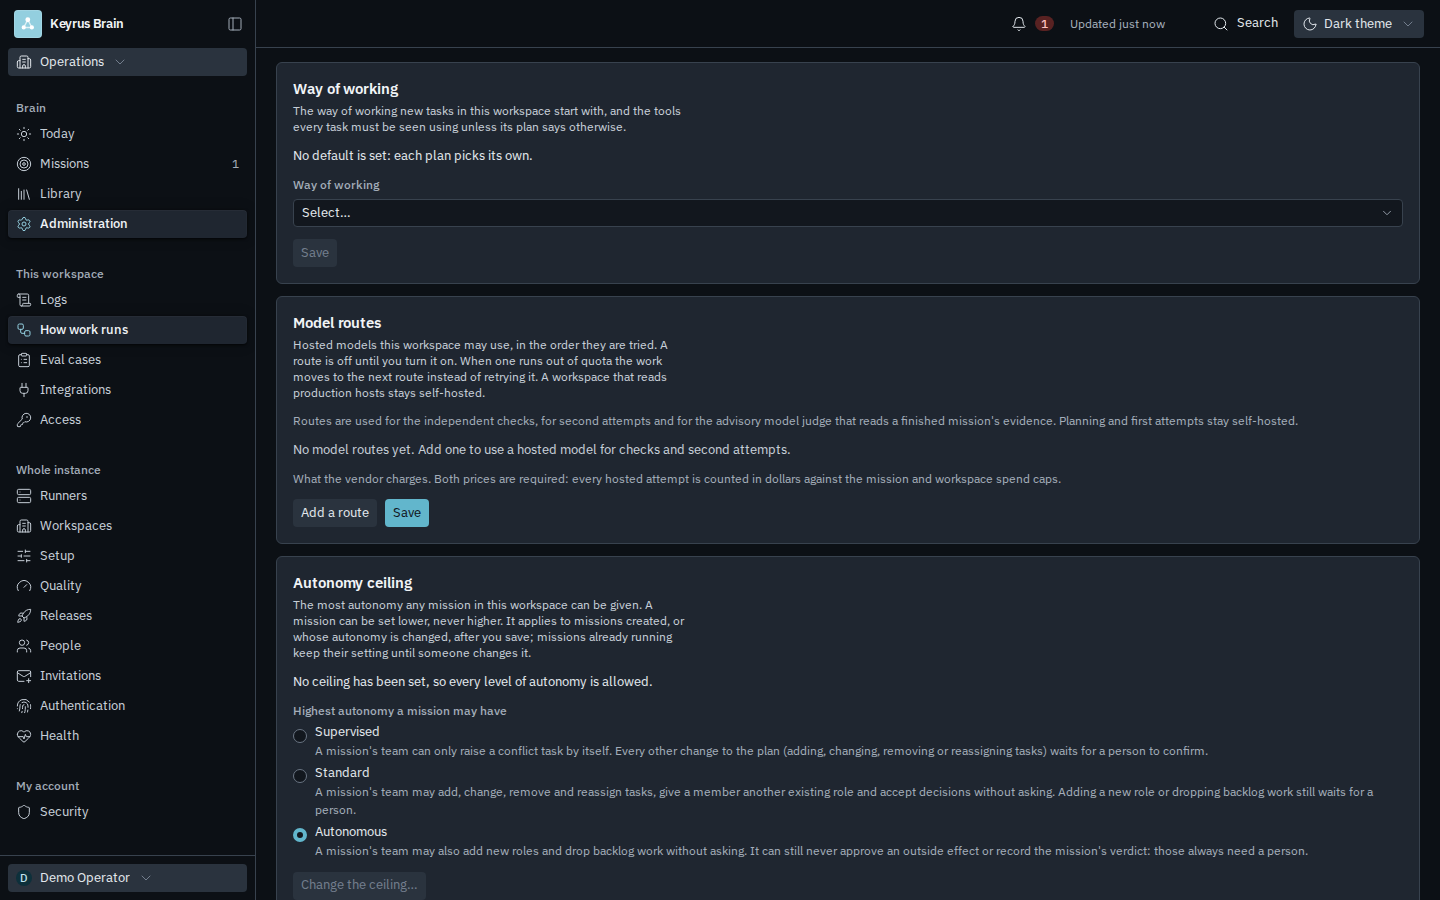 Keyrus Brain
1
Updated just now
Search
Dark theme
Operations
Brain
Today
Missions
1
Library
Administration
This workspace
Logs
How work runs
Eval cases
Integrations
Access
Whole instance
Runners
Workspaces
Setup
Quality
Releases
People
Invitations
Authentication
Health
My account
Security
D
Demo Operator
Way of working
The way of working new tasks in this workspace start with, and the tools
every task must be seen using unless its plan says otherwise.
No default is set: each plan picks its own.
Way of working
Select...
Save
Model routes
Hosted models this workspace may use, in the order they are tried. A
route is off until you turn it on. When one runs out of quota the work
moves to the next route instead of retrying it. A workspace that reads
production hosts stays self-hosted.
Routes are used for the independent checks, for second attempts and for the advisory model judge that reads a finished mission's evidence. Planning and first attempts stay self-hosted.
No model routes yet. Add one to use a hosted model for checks and second attempts.
What the vendor charges. Both prices are required: every hosted attempt is counted in dollars against the mission and workspace spend caps.
Add a route
Save
Autonomy ceiling
The most autonomy any mission in this workspace can be given. A
mission can be set lower, never higher. It applies to missions created, or
whose autonomy is changed, after you save; missions already running
keep their setting until someone changes it.
No ceiling has been set, so every level of autonomy is allowed.
Highest autonomy a mission may have
Supervised
A mission's team can only raise a conflict task by itself. Every other change to the plan (adding, changing, removing or reassigning tasks) waits for a person to confirm.
Standard
A mission's team may add, change, remove and reassign tasks, give a member another existing role and accept decisions without asking. Adding a new role or dropping backlog work still waits for a
person.
Autonomous
A mission's team may also add new roles and drop backlog work without asking. It can still never approve an outside effect or record the mission's verdict: those always need a person.
Change the ceiling...